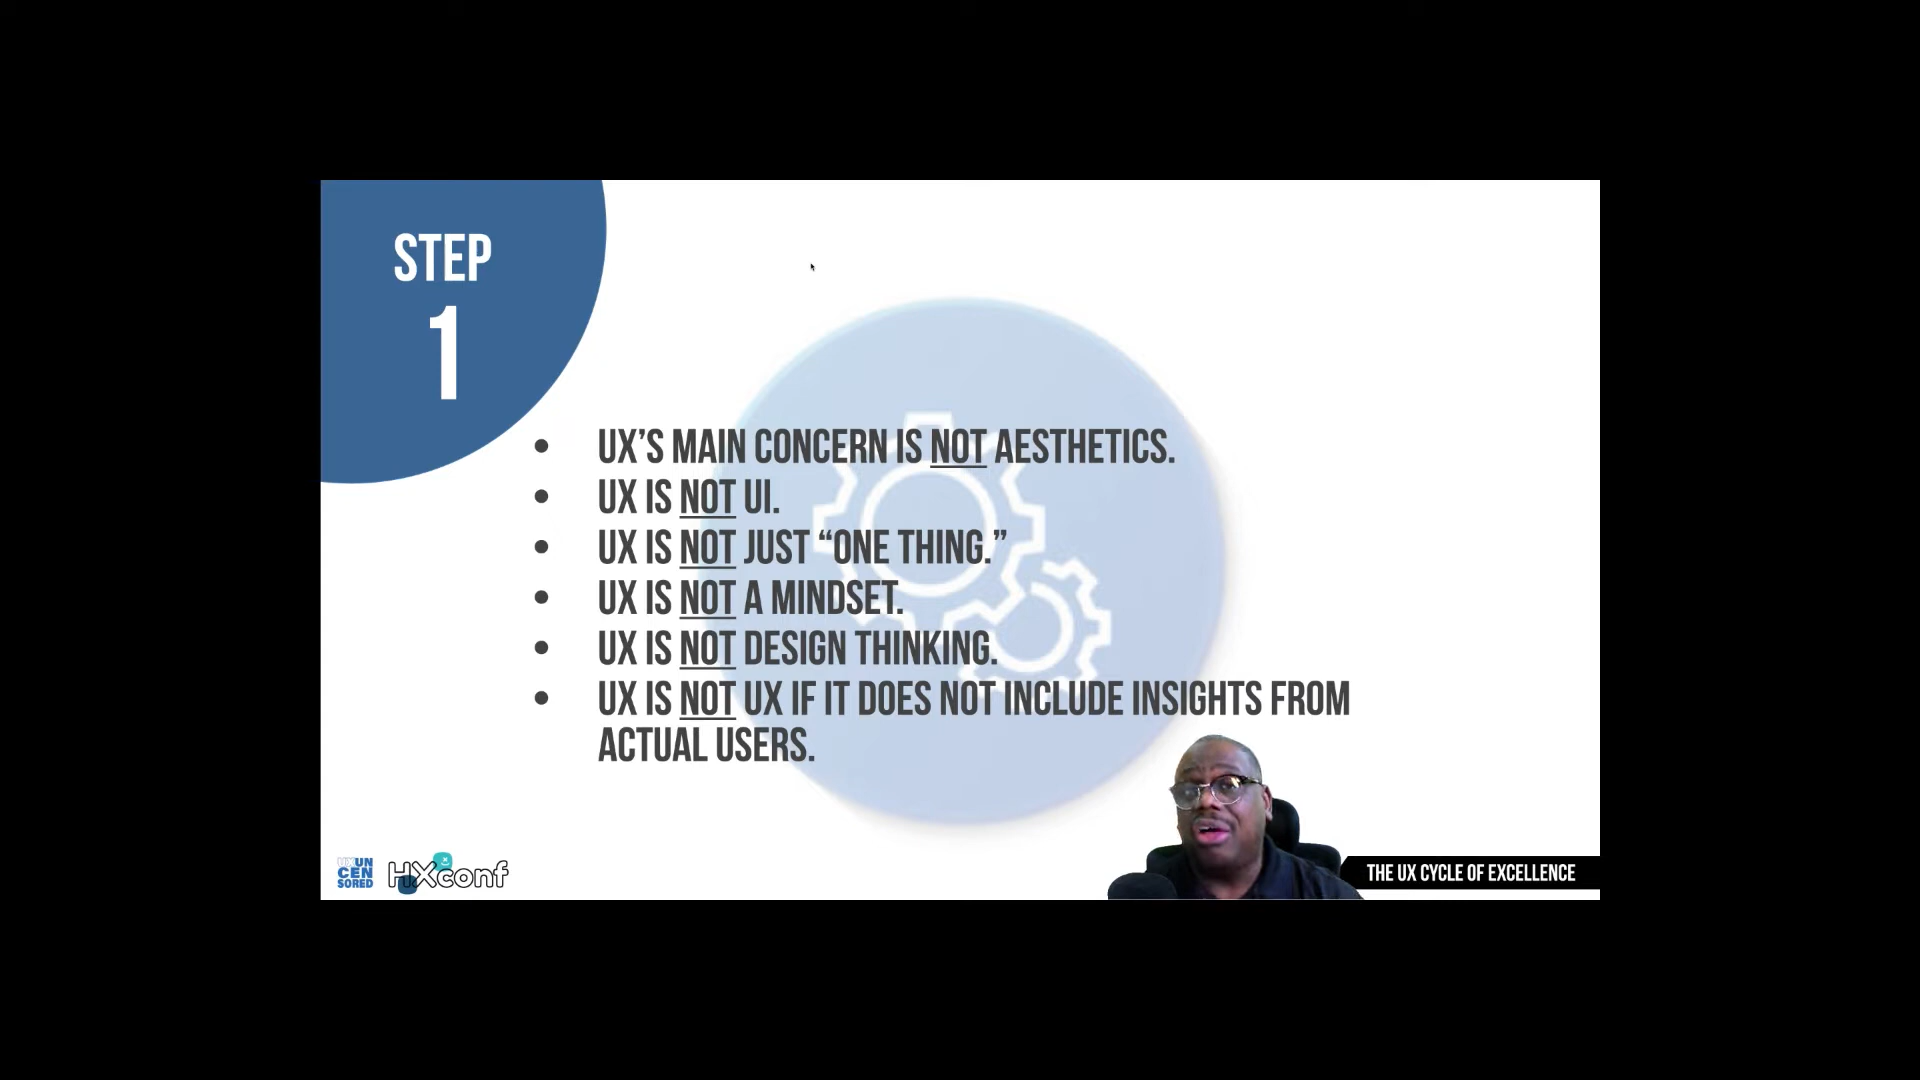 STEP
1
• UX’S MAIN CONCERN IS NOT AESTHETICS.
• UX IS NOT UI.
• UX IS NOT JUST “ONE THING.”
• UX IS NOT A MINDSET.
• UX IS NOT DESIGN THINKING.
• UX IS NOT UX IF IT DOES NOT INCLUDE INSIGHTS FROM
ACTUAL USERS.
UXUN
CEN
SORED
HXconf
THE UX CYCLE OF EXCELLENCE